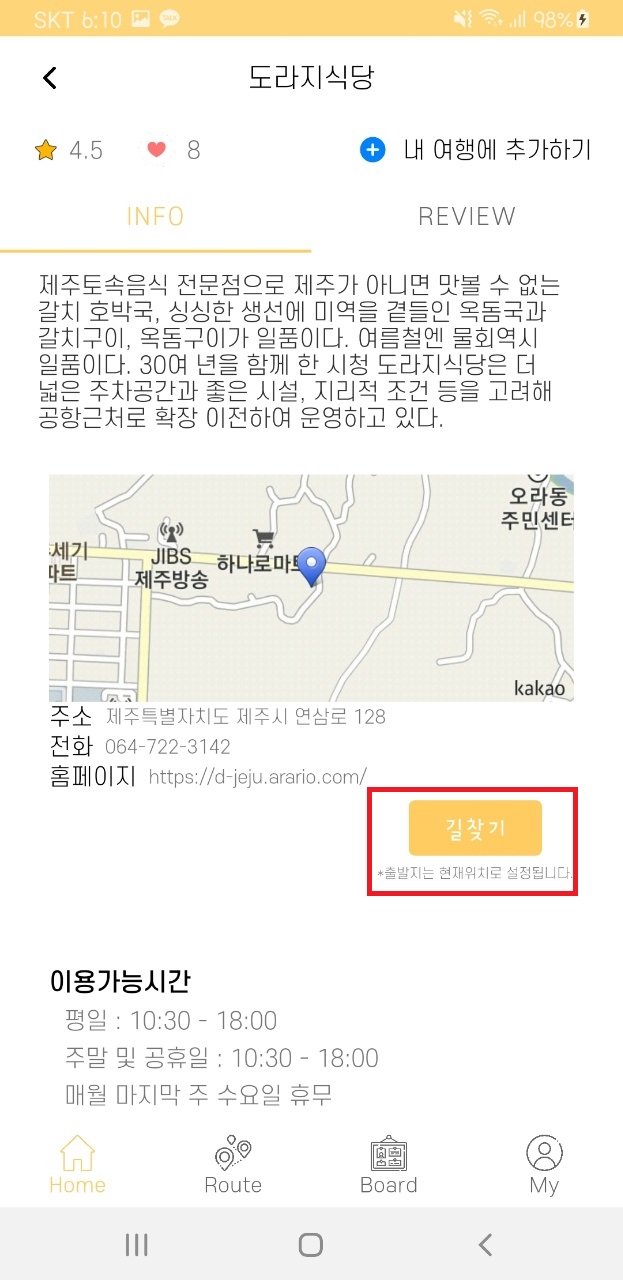 SKT 6:10 98%
도라지식당
4.5 8 내 여행에 추가하기
INFO REVIEW
제주토속음식 전문점으로 제주가 아니면 맛볼 수 없는
갈치 호박국, 싱싱한 생선에 미역을 곁들인 옥돔국과
갈치구이, 옥돔구이가 일품이다. 여름철엔 물회역시
일품이다. 30여 년을 함께 한 시청 도라지식당은 더
넓은 주차공간과 좋은 시설, 지리적 조건 등을 고려해
공항근처로 확장 이전하여 운영하고 있다.
오라동
주민센터
세기
파트
JIBS
제주방송
하나로마트
kakao
주소 제주특별자치도 제주시 연삼로 128
전화 064-722-3142
홈페이지 https://d-jeju.arario.com/
길찾기
*출발지는 현재위치로 설정됩니다.
이용가능시간
평일 : 10:30 - 18:00
주말 및 공휴일 : 10:30 - 18:00
매월 마지막 주 수요일 휴무
Home Route Board My